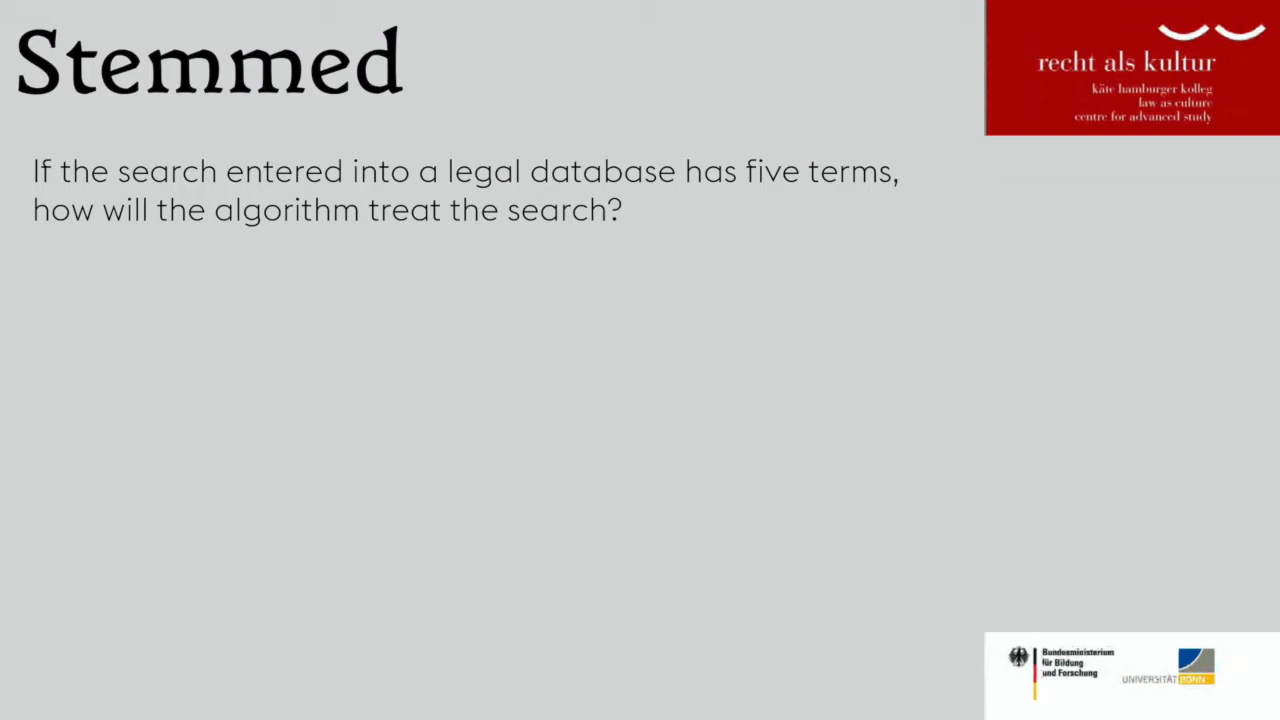 Stemmed
recht als kultur
käte hamburger kolleg
law as culture
centre for advanced study
If the search entered into a legal database has five terms,
how will the algorithm treat the search?
Bundesministerium
für Bildung
und Forschung
UNIVERSITÄT BONN